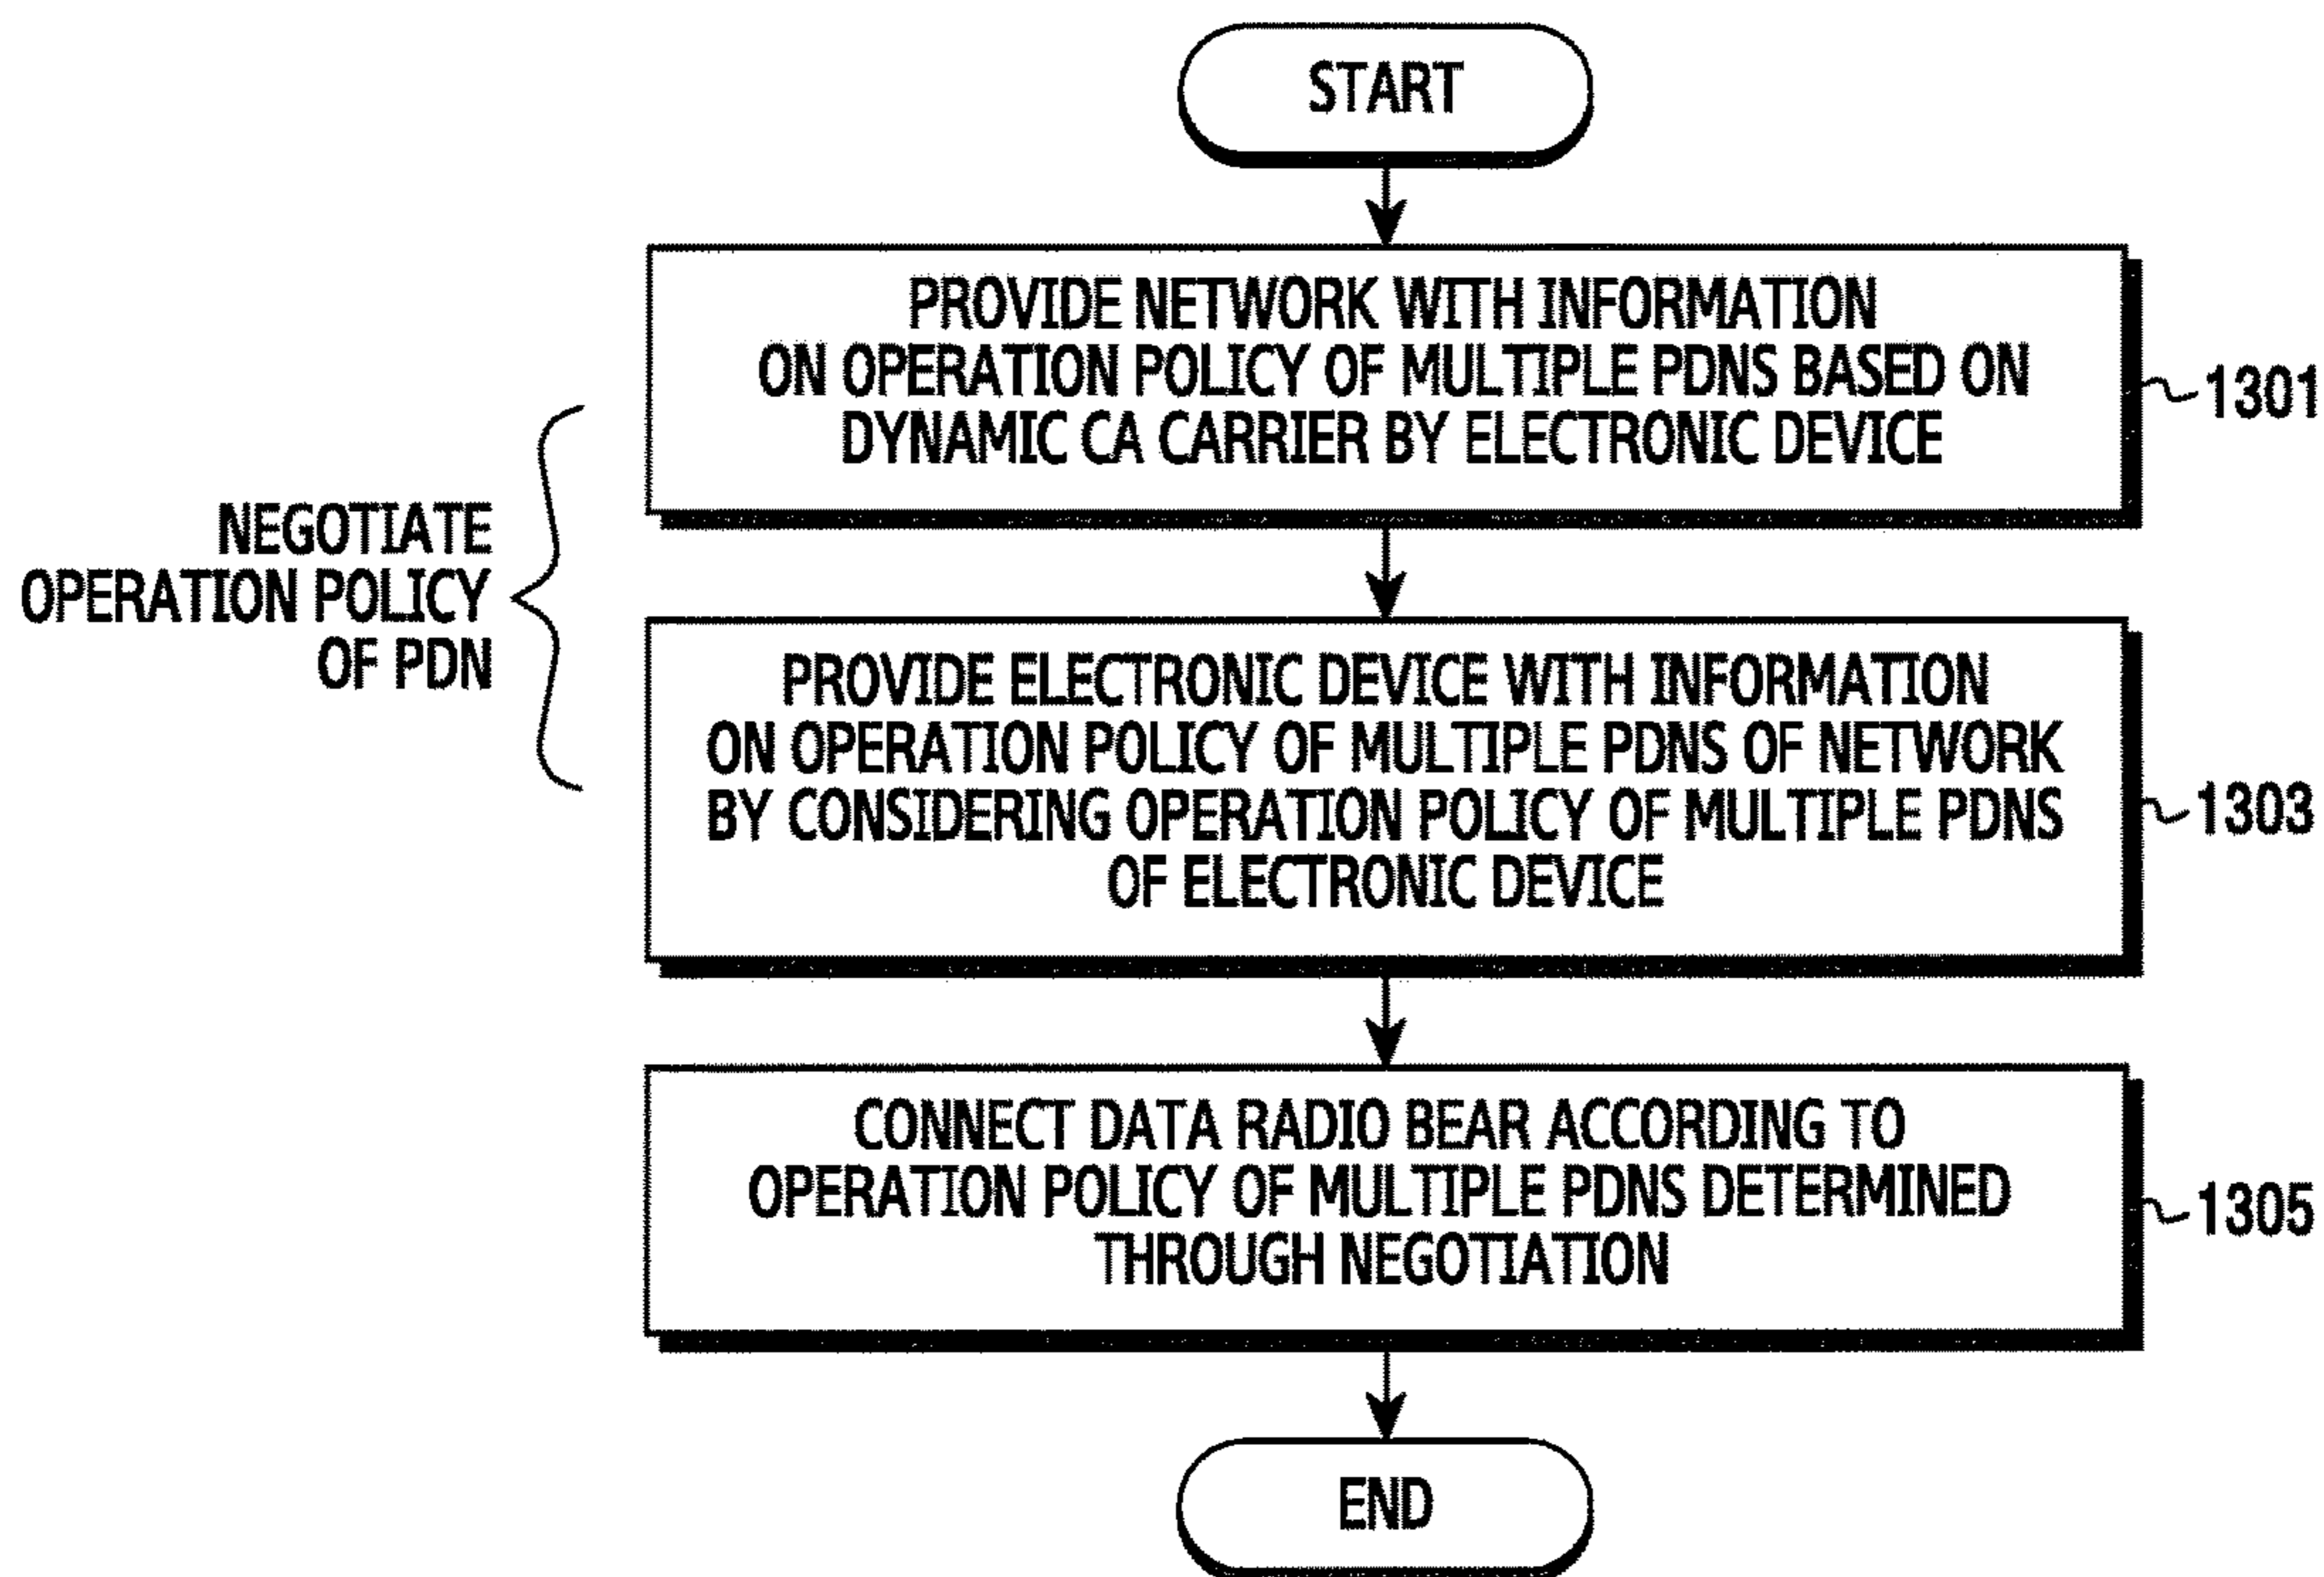 START
PROVIDE NETWORK WITH INFORMATION
ON OPERATION POLICY OF MULTIPLE PDNS BASED ON
DYNAMIC CA CARRIER BY ELECTRONIC DEVICE
1301
NEGOTIATE
OPERATION POLICY
OF PDN
PROVIDE ELECTRONIC DEVICE WITH INFORMATION
ON OPERATION POLICY OF MULTIPLE PDNS OF NETWORK
BY CONSIDERING OPERATION POLICY OF MULTIPLE PDNS
OF ELECTRONIC DEVICE
1303
CONNECT DATA RADIO BEAR ACCORDING TO
OPERATION POLICY OF MULTIPLE PDNS DETERMINED
THROUGH NEGOTIATION
1305
END